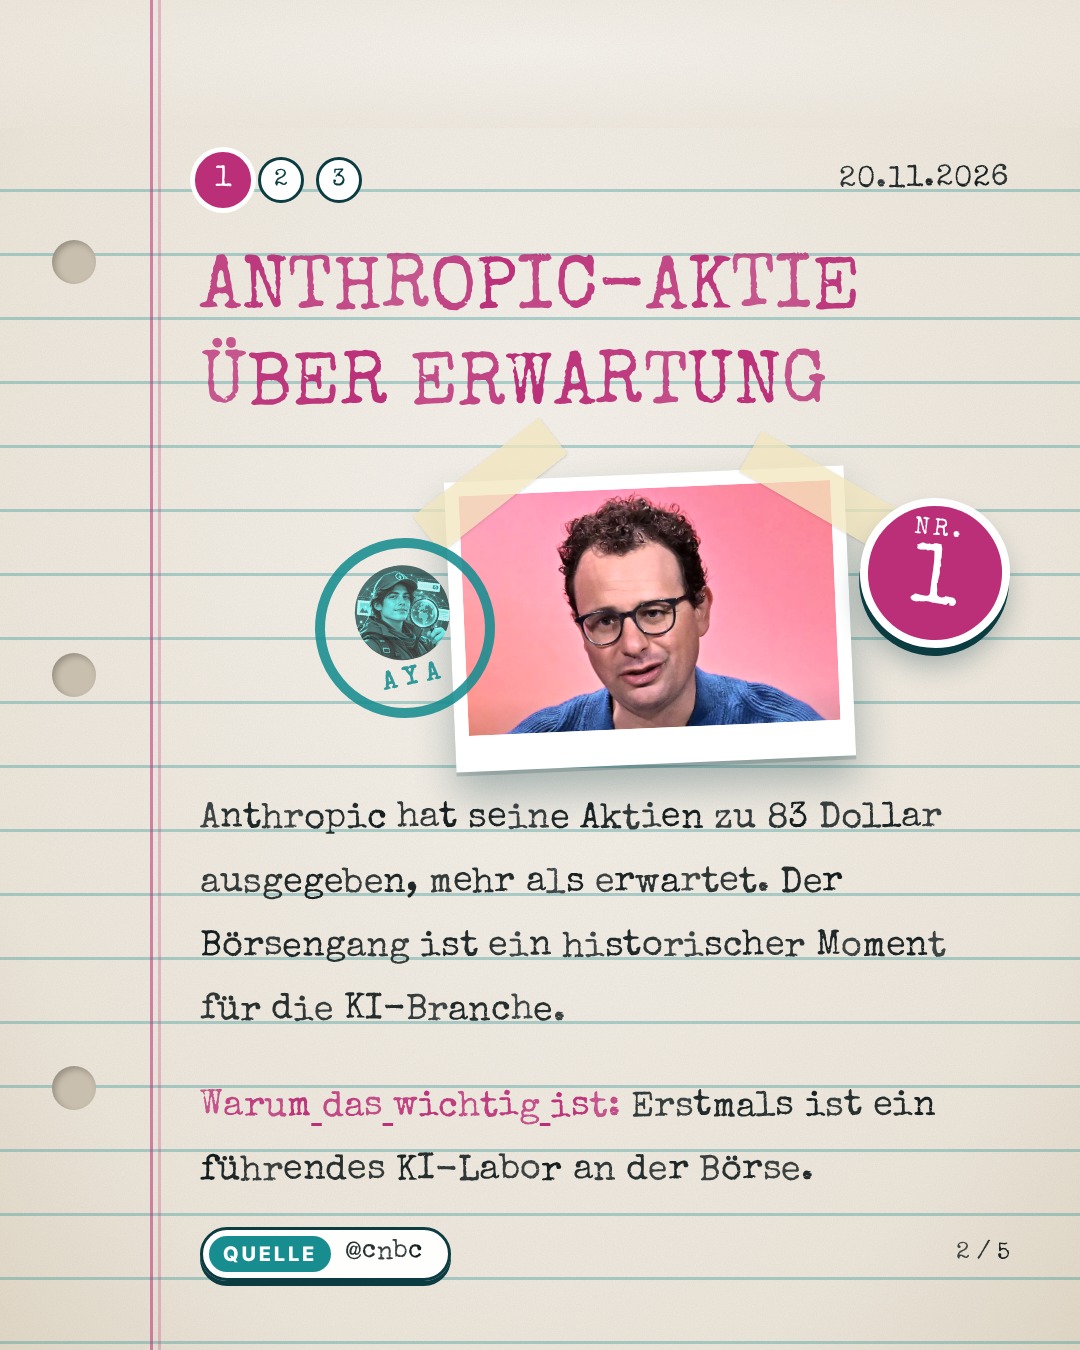 1 2 3
20.11.2026
ANTHROPIC-AKTIE
ÜBER ERWARTUNG
NR.
1
AYA
Anthropic hat seine Aktien zu 83 Dollar
ausgegeben, mehr als erwartet. Der
Börsengang ist ein historischer Moment
für die KI-Branche.
Warum_das_wichtig_ist: Erstmals ist ein
führendes KI-Labor an der Börse.
QUELLE @cnbc
2/5